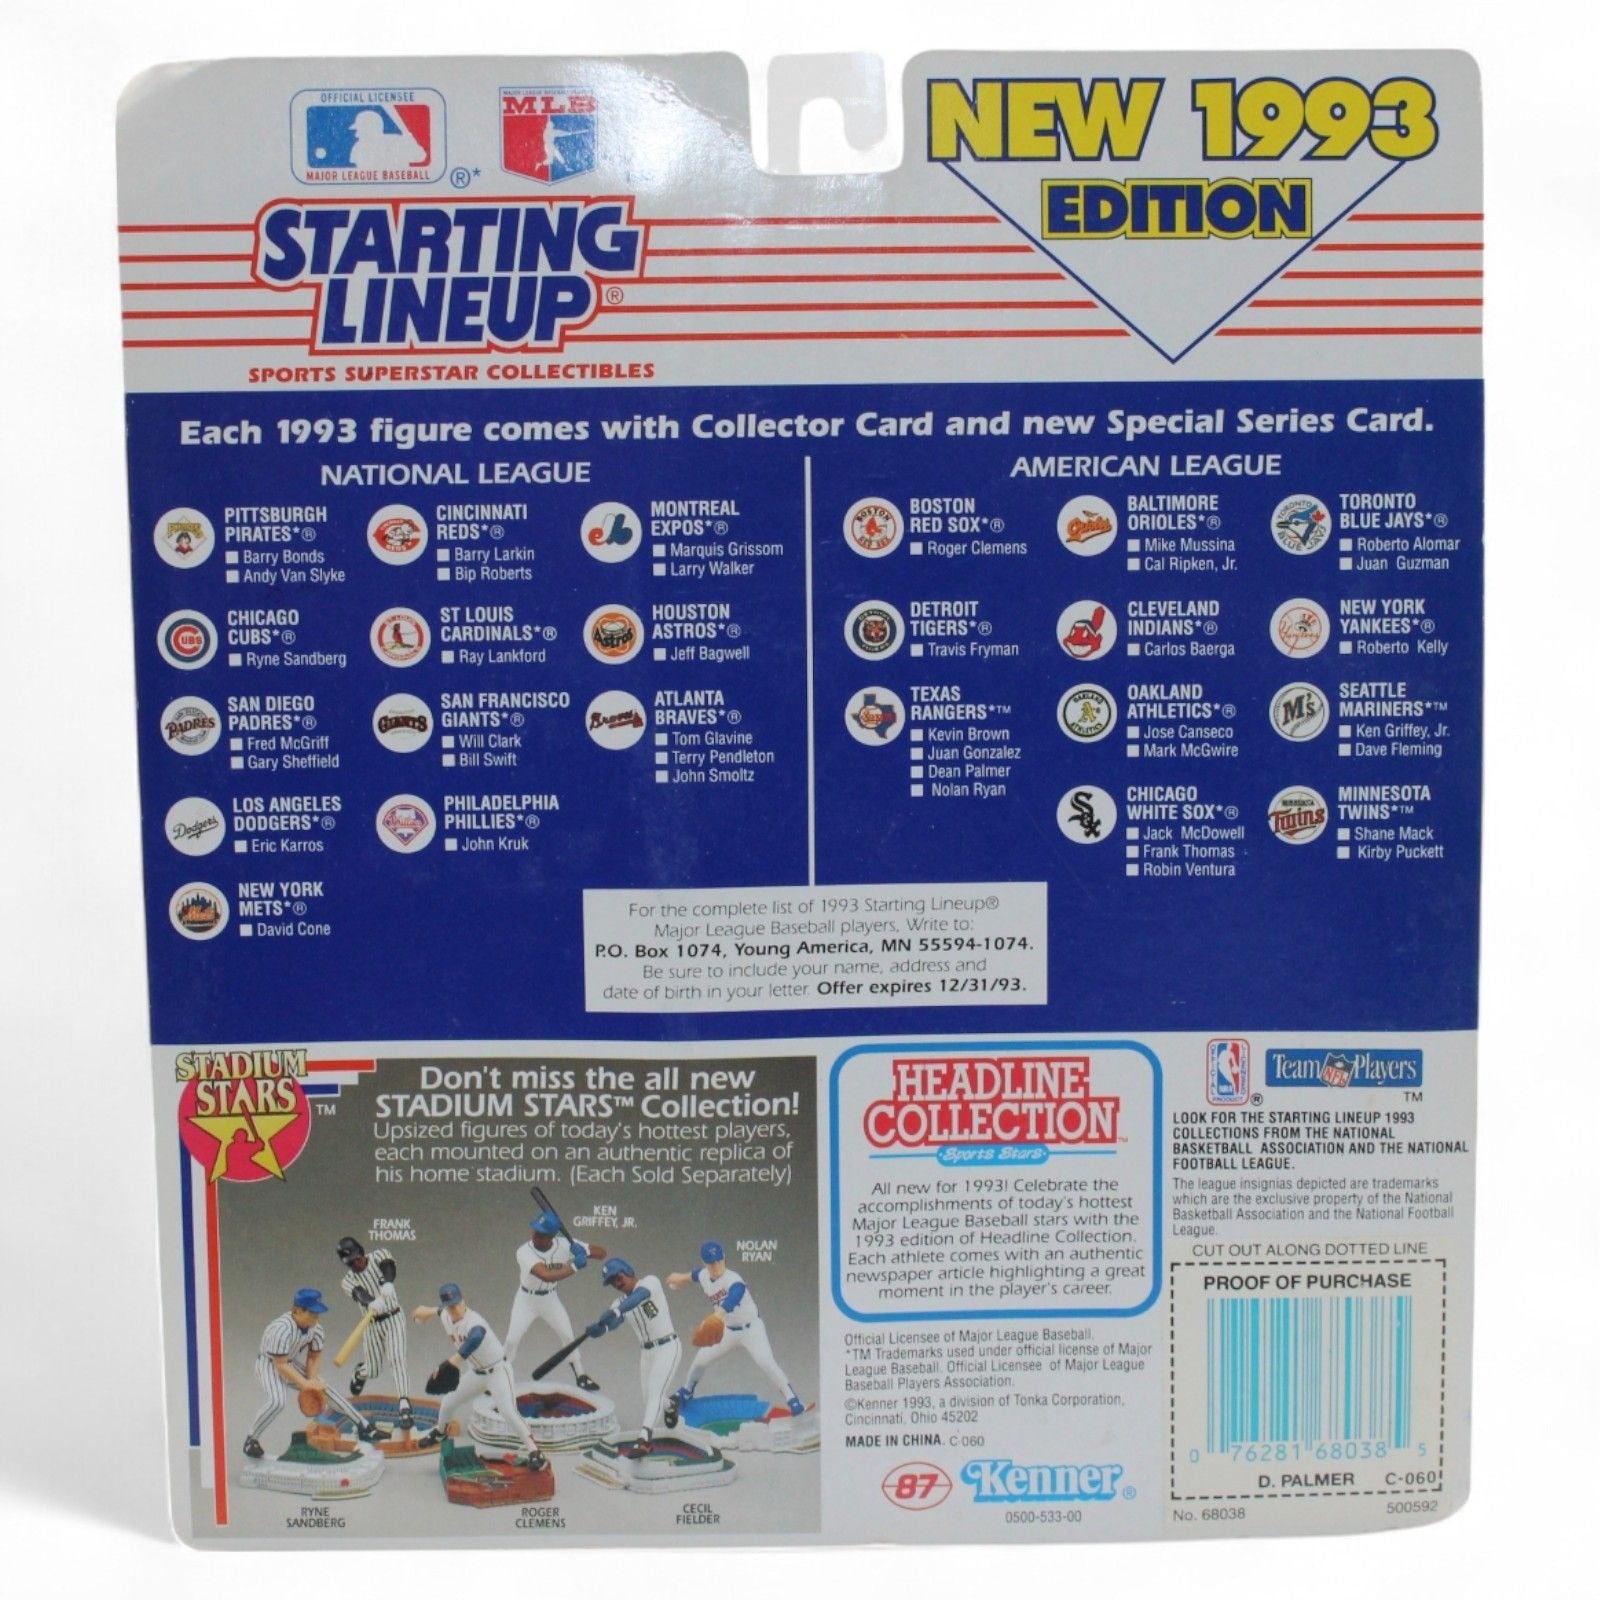 OFFICIAL LICENSEE
MAJOR LEAGUE BASEBALL
®*
MLB
NEW 1993
EDITION
STARTING
LINEUP®
SPORTS SUPERSTAR COLLECTIBLES
Each 1993 figure comes with Collector Card and new Special Series Card.
NATIONAL LEAGUE
PITTSBURGH
PIRATES*®
Barry Bonds
Andy Van Slyke
CINCINNATI
REDS*®
Barry Larkin
Bip Roberts
MONTREAL
EXPOS*®
Marquis Grissom
Larry Walker
CHICAGO
CUBS*®
Ryne Sandberg
ST LOUIS
CARDINALS*®
Ray Lankford
HOUSTON
ASTROS*®
Jeff Bagwell
SAN DIEGO
PADRES*®
Fred McGriff
Gary Sheffield
SAN FRANCISCO
GIANTS*®
Will Clark
Bill Swift
ATLANTA
BRAVES*®
Tom Glavine
Terry Pendleton
John Smoltz
LOS ANGELES
DODGERS*®
Eric Karros
PHILADELPHIA
PHILLIES*®
John Kruk
NEW YORK
METS*®
David Cone
AMERICAN LEAGUE
BOSTON
RED SOX*®
Roger Clemens
BALTIMORE
ORIOLES*®
Mike Mussina
Cal Ripken, Jr.
TORONTO
BLUE JAYS*®
Roberto Alomar
Juan Guzman
DETROIT
TIGERS*®
Travis Fryman
CLEVELAND
INDIANS*®
Carlos Baerga
NEW YORK
YANKEES*®
Roberto Kelly
TEXAS
RANGERS*™
Kevin Brown
Juan Gonzalez
Dean Palmer
Nolan Ryan
OAKLAND
ATHLETICS*®
Jose Canseco
Mark McGwire
SEATTLE
MARINERS*™
Ken Griffey, Jr.
Dave Fleming
CHICAGO
WHITE SOX*®
Jack McDowell
Frank Thomas
Robin Ventura
MINNESOTA
TWINS*™
Shane Mack
Kirby Puckett
For the complete list of 1993 Starting Lineup®
Major League Baseball players, Write to:
P.O. Box 1074, Young America, MN 55594-1074.
Be sure to include your name, address and
date of birth in your letter. Offer expires 12/31/93.
STADIUM
STARS
™
Don't miss the all new
STADIUM STARS™ Collection!
Upsized figures of today's hottest players,
each mounted on an authentic replica of
his home stadium. (Each Sold Separately)
FRANK
THOMAS
KEN
GRIFFEY, JR.
NOLAN
RYAN
RYNE
SANDBERG
ROGER
CLEMENS
CECIL
FIELDER
HEADLINE
COLLECTION™
Sports Stars
All new for 1993! Celebrate the
accomplishments of today's hottest
Major League Baseball stars with the
1993 edition of Headline Collection.
Each athlete comes with an authentic
newspaper article highlighting a great
moment in the player's career.
Official Licensee of Major League Baseball.
*TM Trademarks used under official license of Major
League Baseball. Official Licensee of Major League
Baseball Players Association.
©Kenner 1993, a division of Tonka Corporation,
Cincinnati, Ohio 45202
MADE IN CHINA. C-060
87
Kenner®
0500-533-00
NBA
®
Team NFL Players
TM
LOOK FOR THE STARTING LINEUP 1993
COLLECTIONS FROM THE NATIONAL
BASKETBALL ASSOCIATION AND THE NATIONAL
FOOTBALL LEAGUE.
The league insignias depicted are trademarks
which are the exclusive property of the National
Basketball Association and the National Football
League.
CUT OUT ALONG DOTTED LINE
PROOF OF PURCHASE
0 76281 68038 5
D. PALMER C-060
No. 68038
500592